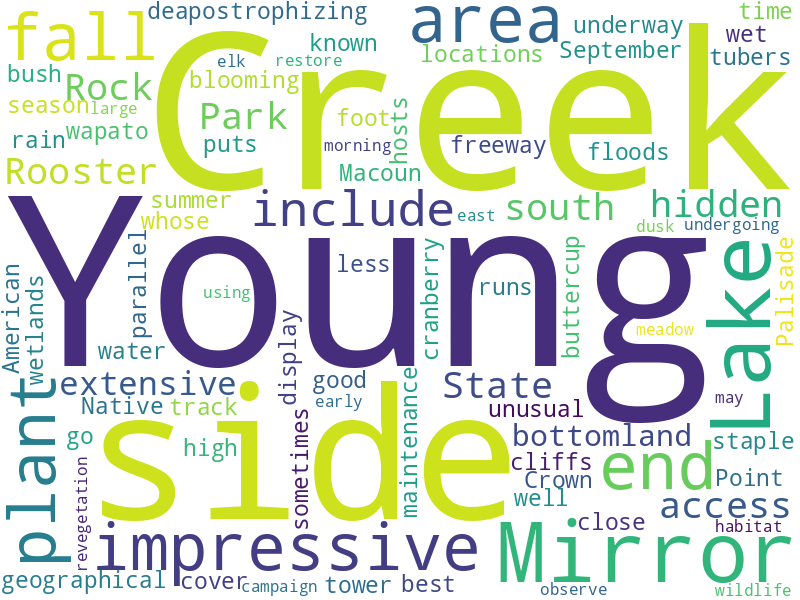 deapostrophizing
area
underway
time
fall
known
wet
September
locations
tubers
elk
restore
bush
Rock
blooming
Creek
season
large
Park
foot
hosts
rain
wapato
puts
morning
freeway
floods
Macoun
Rooster
summer
include
south
hidden
whose
east
dusk
undergoing
Young
parallel
less
cranberry
buttercup
Lake
Palisade
American
wetlands
using
runs
meadow
water
display
extensive
good
State
may
Native
track
early
unusual
plant
side
go
high
sometimes
maintenance
bottomland
staple
cliffs
end
Crown
Point
revegetation
well
access
impressive
close
Mirror
habitat
geographical
cover
campaign
tower
best
observe
wildlife